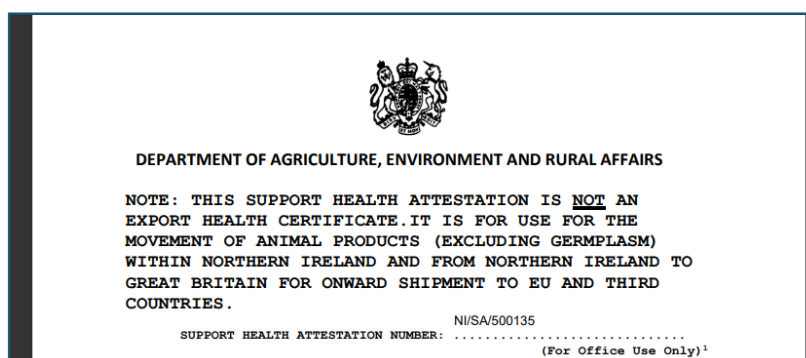 DEPARTMENT OF AGRICULTURE, ENVIRONMENT AND RURAL AFFAIRS
NOTE: THIS SUPPORT HEALTH ATTESTATION IS NOT AN
EXPORT HEALTH CERTIFICATE.IT IS FOR USE FOR THE
MOVEMENT OF ANIMAL PRODUCTS (EXCLUDING GERMPLASM)
WITHIN NORTHERN IRELAND AND FROM NORTHERN IRELAND TO
GREAT BRITAIN FOR ONWARD SHIPMENT TO EU AND THIRD
COUNTRIES.
NI/SA/500135
SUPPORT HEALTH ATTESTATION NUMBER: ..............................
(For Office Use Only)¹